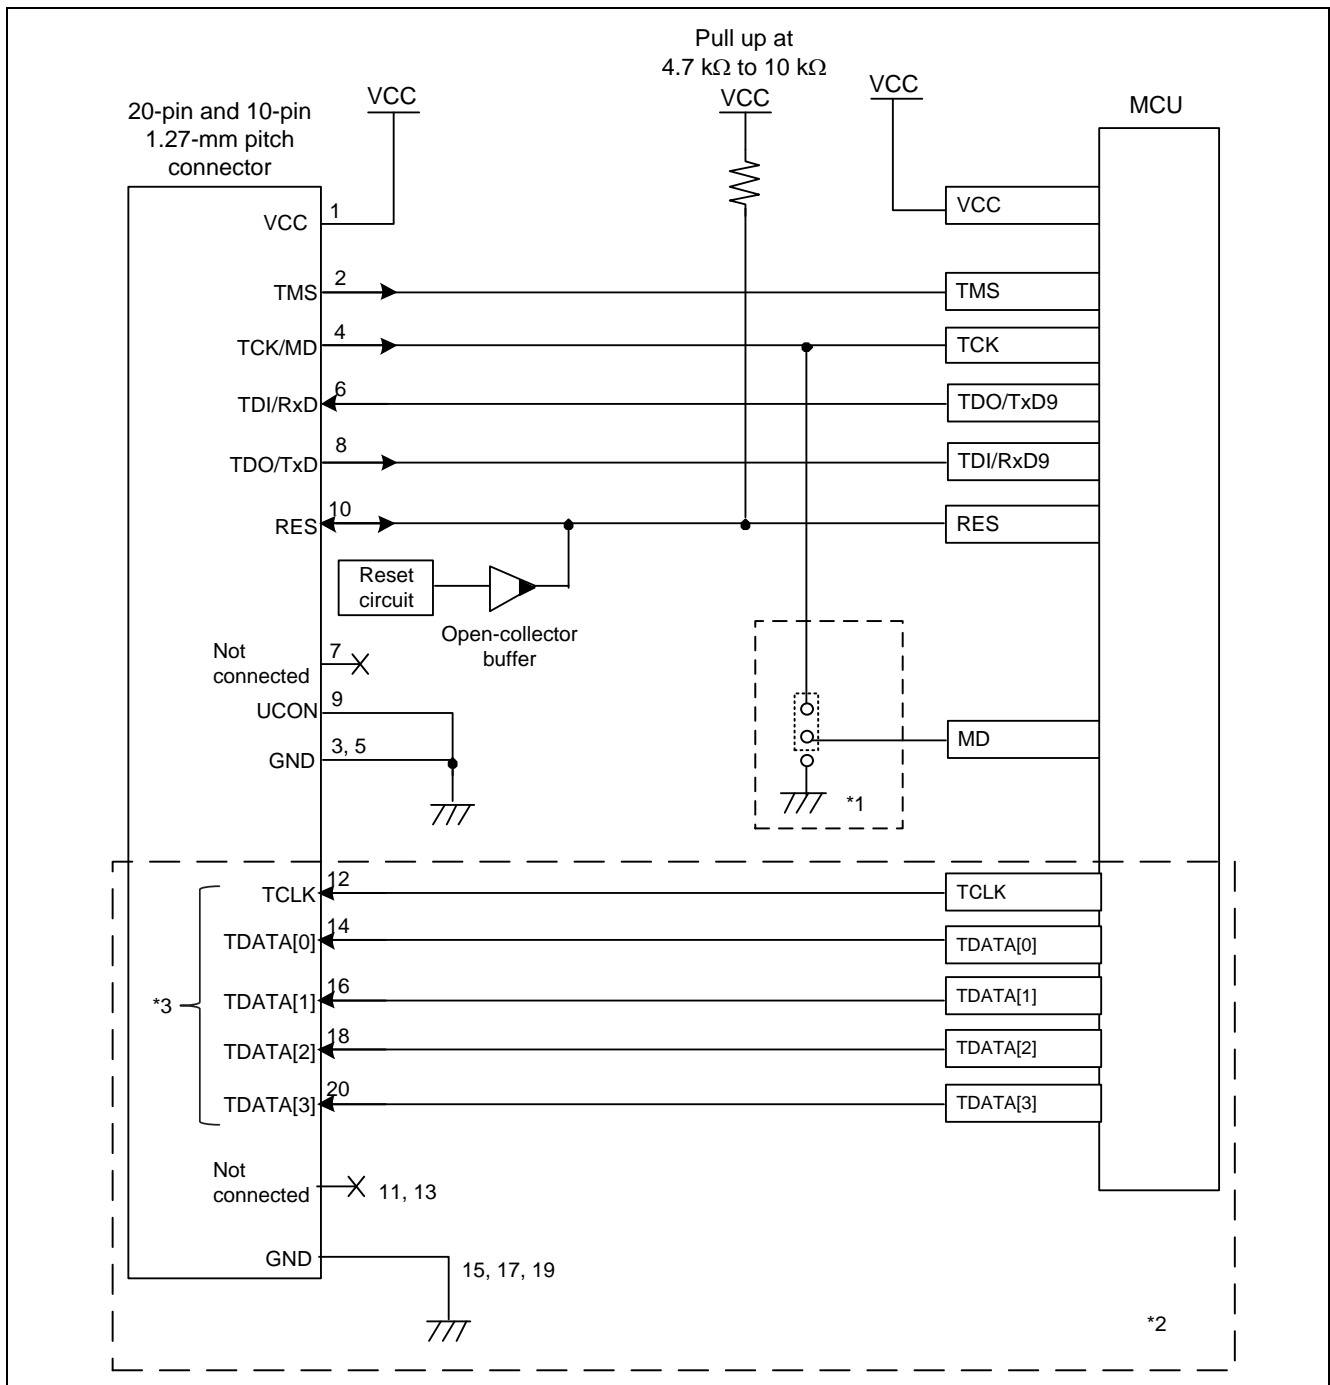 Pull up at
4.7 kΩ to 10 kΩ
VCC
VCC
VCC
20-pin and 10-pin
1.27-mm pitch
connector
MCU
VCC
1
VCC
TMS
2
TMS
TCK/MD
4
TCK
TDI/RxD
6
TDO/TxD9
TDO/TxD
8
TDI/RxD9
RES
10
RES
Reset
circuit
Open-collector
buffer
Not
connected
7
UCON
9
GND
3, 5
MD
*1
TCLK
12
TCLK
TDATA[0]
14
TDATA[0]
TDATA[1]
16
TDATA[1]
TDATA[2]
18
TDATA[2]
TDATA[3]
20
TDATA[3]
*3
Not
connected
11, 13
GND
15, 17, 19
*2